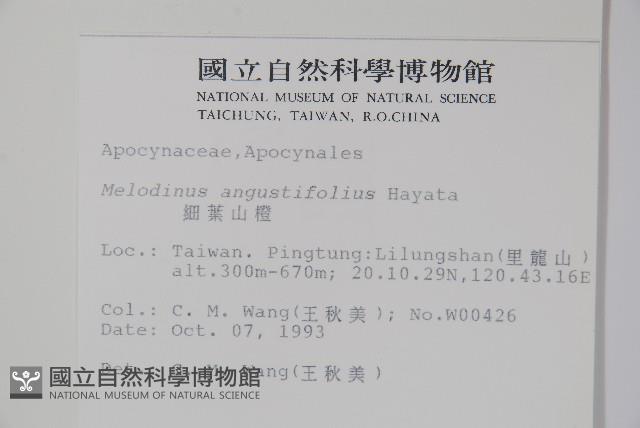 國立自然科學博物館
NATIONAL MUSEUM OF NATURAL SCIENCE
TAICHUNG, TAIWAN, R.O.CHINA
Apocynaceae,Apocynales
Melodinus angustifolius Hayata
細葉山橙
Loc.: Taiwan. Pingtung:Lilungshan(里龍山)
alt.300m-670m; 20.10.29N,120.43.16E
Col.: C. M. Wang(王秋美); No.W00426
Date: Oct. 07, 1993
Det.: C. M. Wang(王秋美)
國立自然科學博物館
NATIONAL MUSEUM OF NATURAL SCIENCE